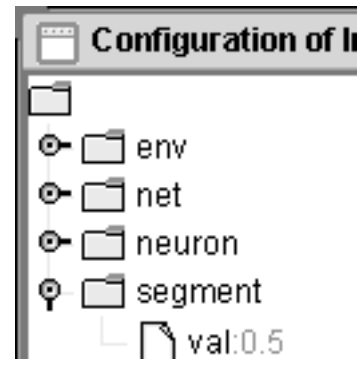 Configuration of
env
net
neuron
segment
val:0.5